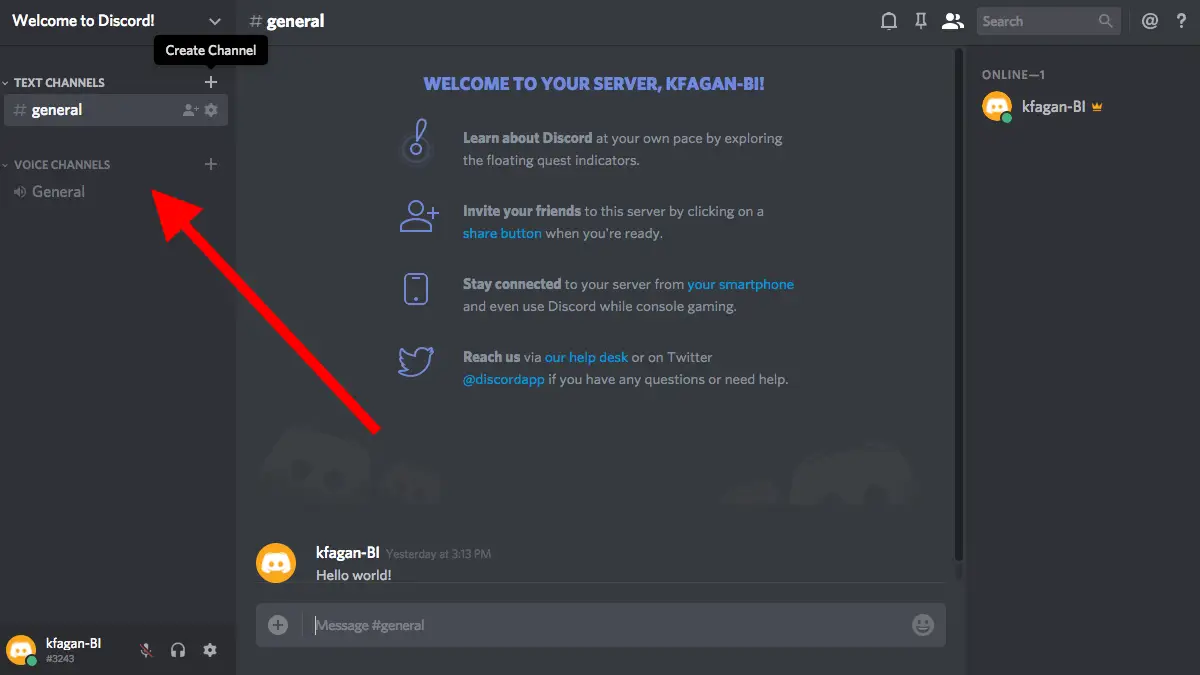 Welcome to Discord!
# general
Search
@
?
Create Channel
TEXT CHANNELS
# general
VOICE CHANNELS
General
WELCOME TO YOUR SERVER, KFAGAN-BI!
Learn about Discord at your own pace by exploring
the floating quest indicators.
Invite your friends to this server by clicking on a
share button when you're ready.
Stay connected to your server from your smartphone
and even use Discord while console gaming.
Reach us via our help desk or on Twitter
@discordapp if you have any questions or need help.
kfagan-BI Yesterday at 3:13 PM
Hello world!
Message #general
ONLINE—1
kfagan-BI
kfagan-BI
#3243